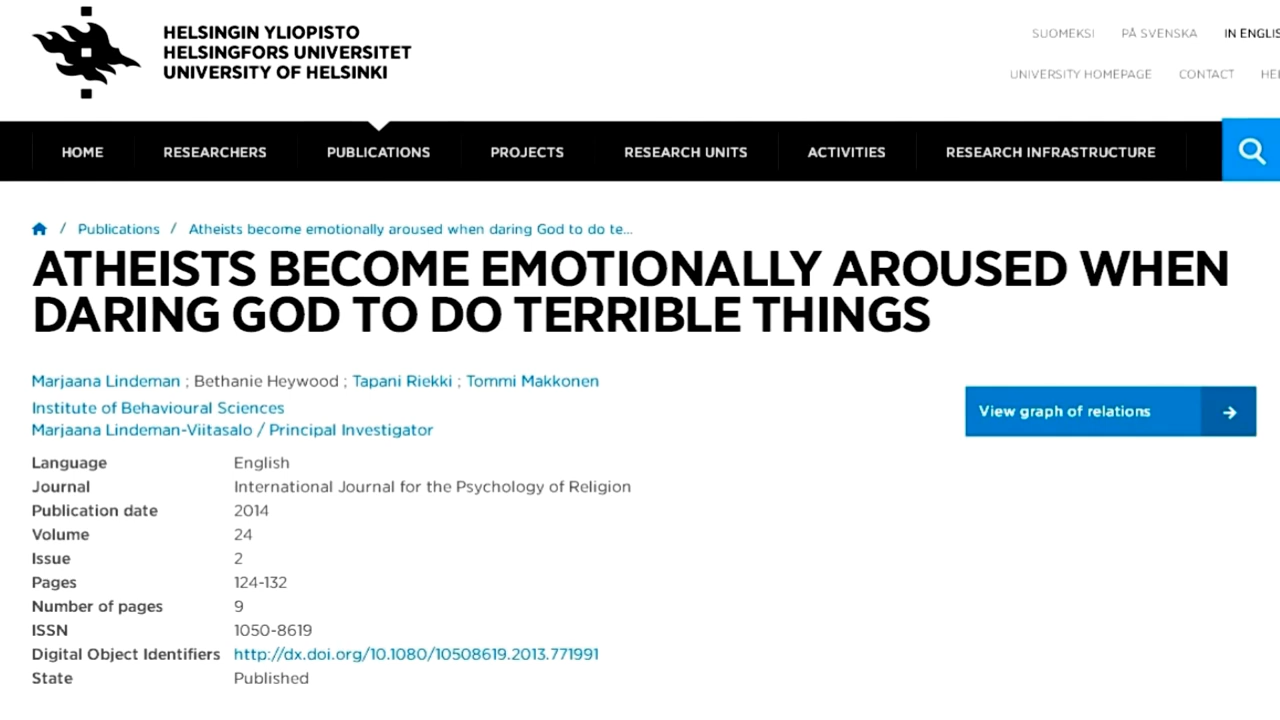 HELSINGIN YLIOPISTO
HELSINGFORS UNIVERSITET
UNIVERSITY OF HELSINKI
SUOMEKSI PÅ SVENSKA IN ENGLIS
UNIVERSITY HOMEPAGE CONTACT HE
HOME RESEARCHERS PUBLICATIONS PROJECTS RESEARCH UNITS ACTIVITIES RESEARCH INFRASTRUCTURE
/ Publications / Atheists become emotionally aroused when daring God to do te...
ATHEISTS BECOME EMOTIONALLY AROUSED WHEN
DARING GOD TO DO TERRIBLE THINGS
Marjaana Lindeman ; Bethanie Heywood ; Tapani Riekki ; Tommi Makkonen
Institute of Behavioural Sciences
Marjaana Lindeman-Viitasalo / Principal Investigator
View graph of relations
Language English
Journal International Journal for the Psychology of Religion
Publication date 2014
Volume 24
Issue 2
Pages 124-132
Number of pages 9
ISSN 1050-8619
Digital Object Identifiers http://dx.doi.org/10.1080/10508619.2013.771991
State Published